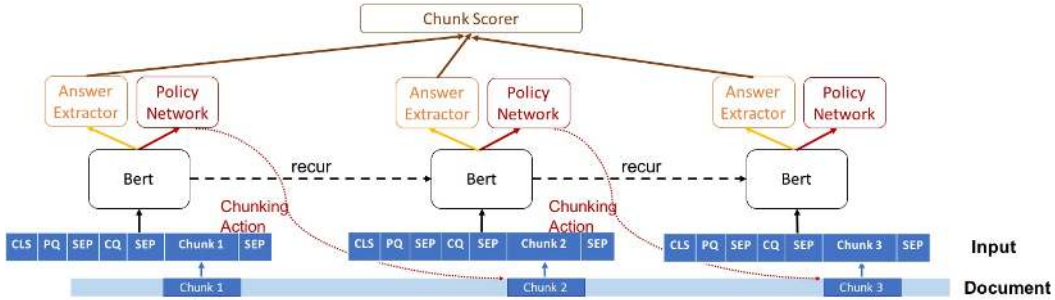 Chunk Scorer
Answer Extractor
Policy Network
Answer Extractor
Policy Network
Answer Extractor
Policy Network
Bert
recur
Bert
recur
Bert
Chunking Action
Chunking Action
CLS PQ SEP CQ SEP Chunk 1 SEP
CLS PQ SEP CQ SEP Chunk 2 SEP
CLS PQ SEP CQ SEP Chunk 3 SEP
Input
Chunk 1
Chunk 2
Chunk 3
Document